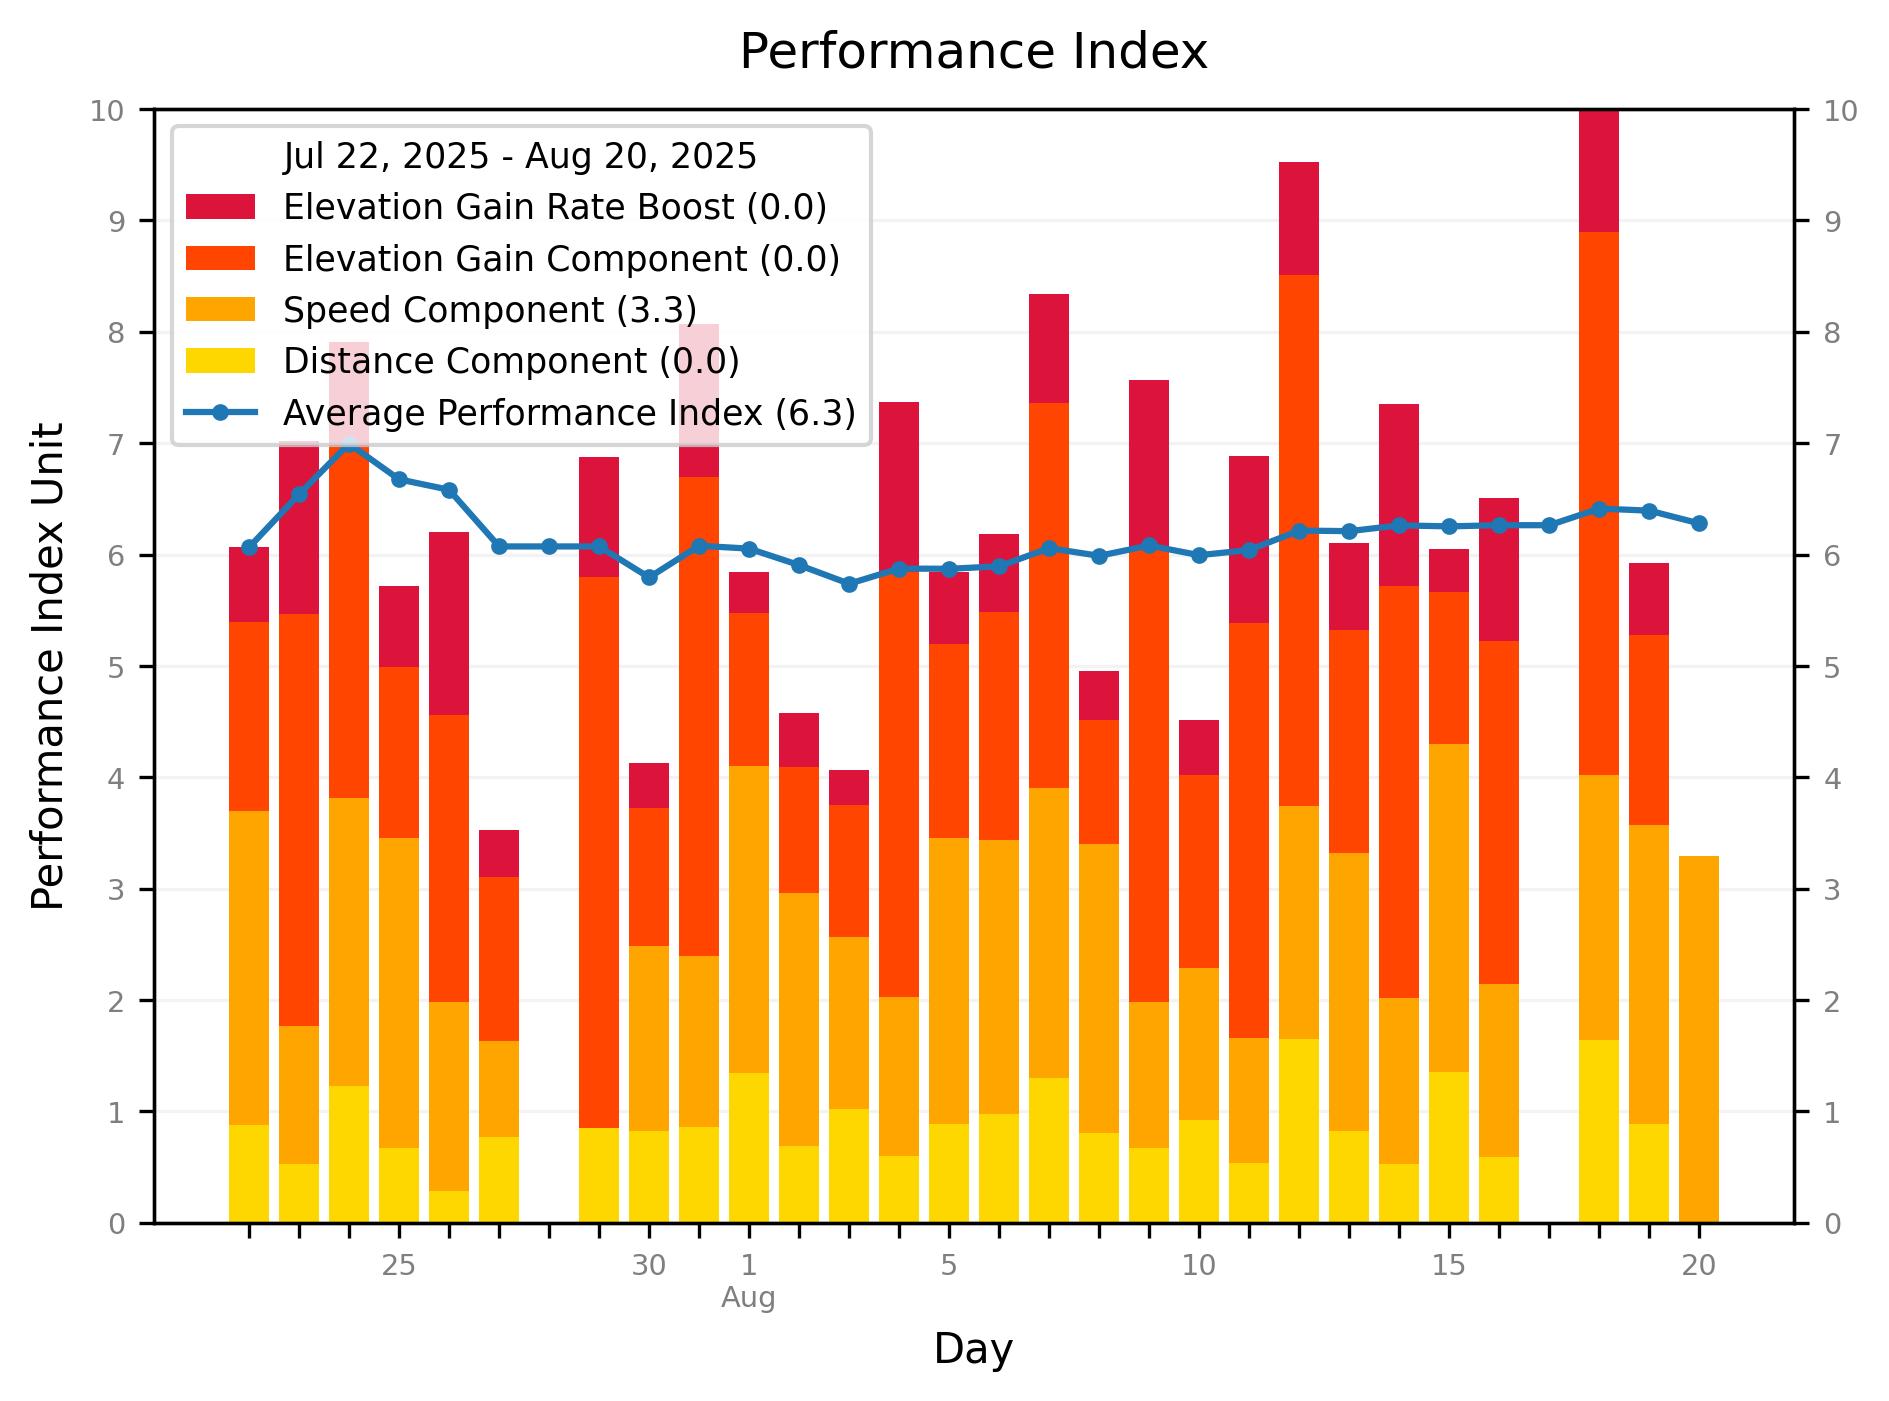 Performance Index
Jul 22, 2025 - Aug 20, 2025
Elevation Gain Rate Boost (0.0)
Elevation Gain Component (0.0)
Speed Component (3.3)
Distance Component (0.0)
Average Performance Index (6.3)
Performance Index Unit
10
9
8
7
6
5
4
3
2
1
0
10
9
8
7
6
5
4
3
2
1
0
25 30 1 5 10 15 20
Aug
Day